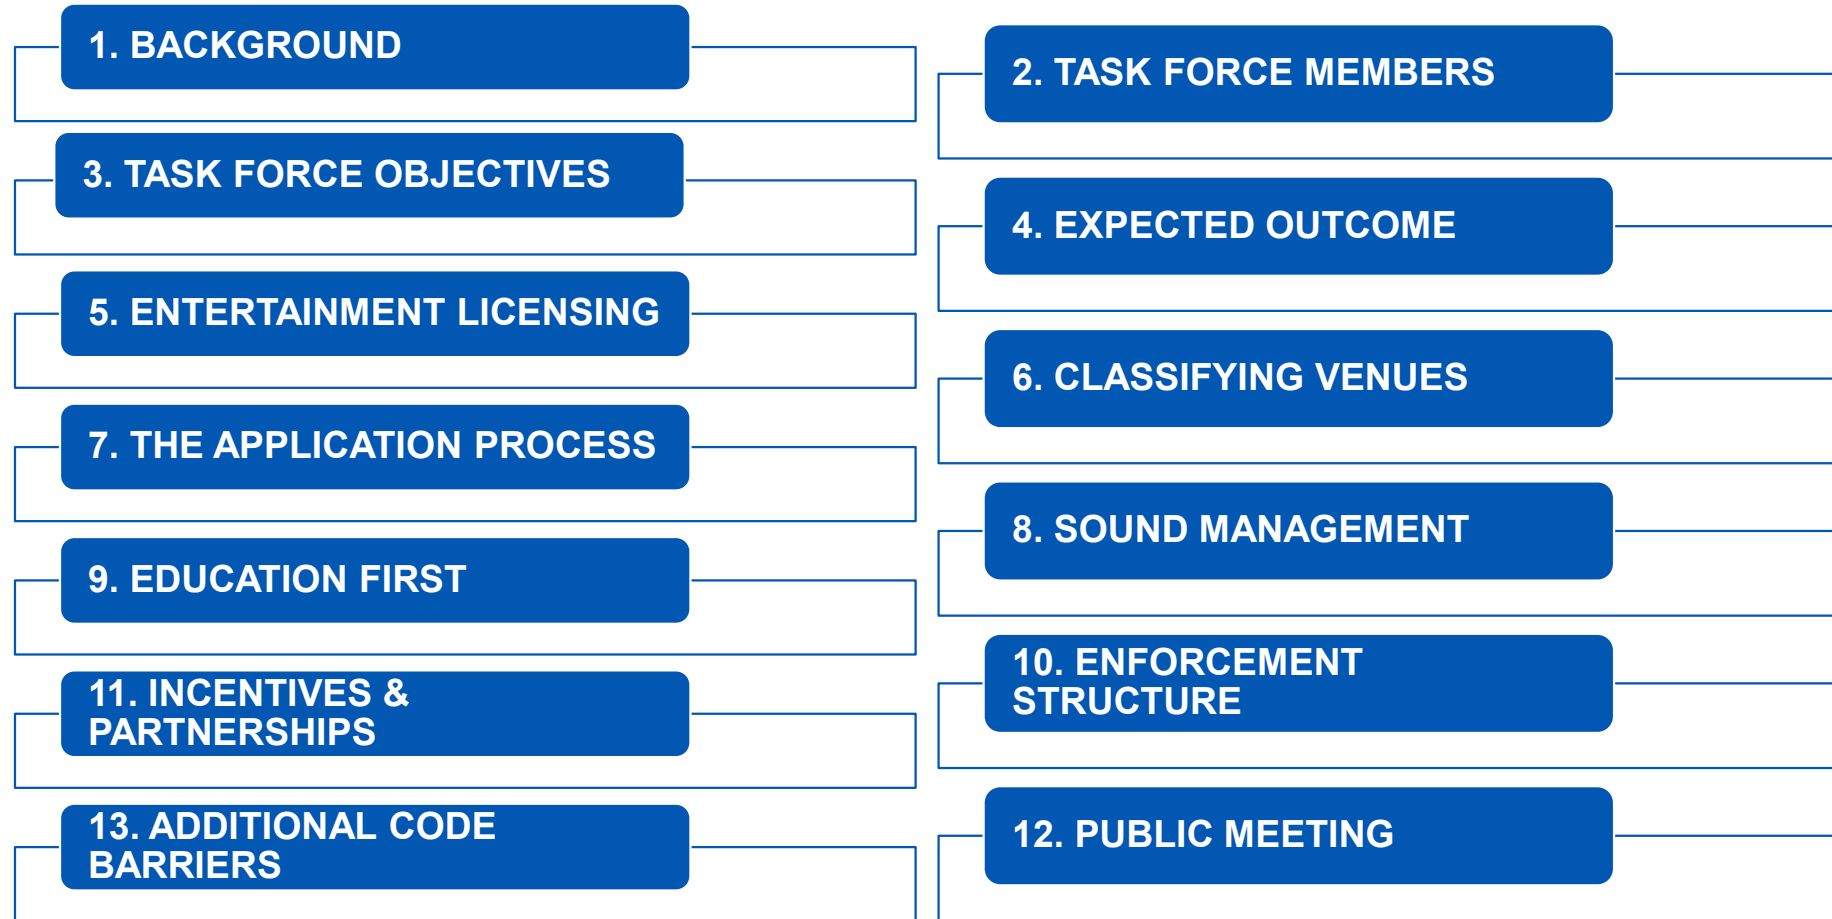 1. BACKGROUND
2. TASK FORCE MEMBERS
3. TASK FORCE OBJECTIVES
4. EXPECTED OUTCOME
5. ENTERTAINMENT LICENSING
6. CLASSIFYING VENUES
7. THE APPLICATION PROCESS
8. SOUND MANAGEMENT
9. EDUCATION FIRST
10. ENFORCEMENT
STRUCTURE
11. INCENTIVES &
PARTNERSHIPS
12. PUBLIC MEETING
13. ADDITIONAL CODE
BARRIERS